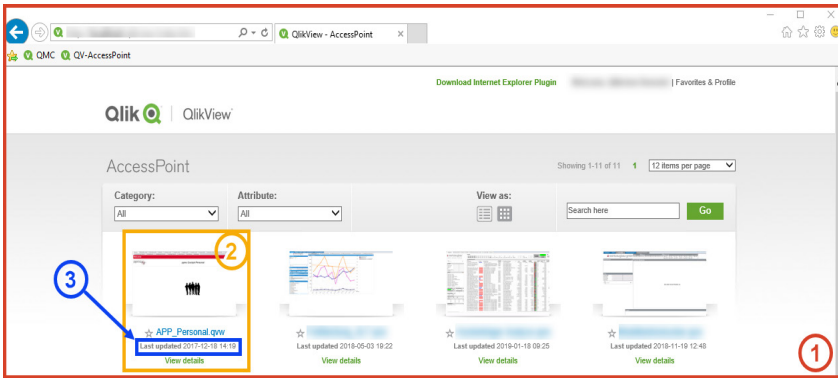 QlikView - AccessPoint
QMC QV-AccessPoint
Download Internet Explorer Plugin | Favorites & Profile
Qlik QlikView
AccessPoint
Showing 1-11 of 11 1 12 items per page
Category: Attribute: View as:
All All Search here Go
2
3
APP_Personal.qvw
Last updated 2017-12-18 14:19 Last updated 2018-05-03 19:22 Last updated 2019-01-18 09:25 Last updated 2018-11-19 12:48
View details View details View details View details
1